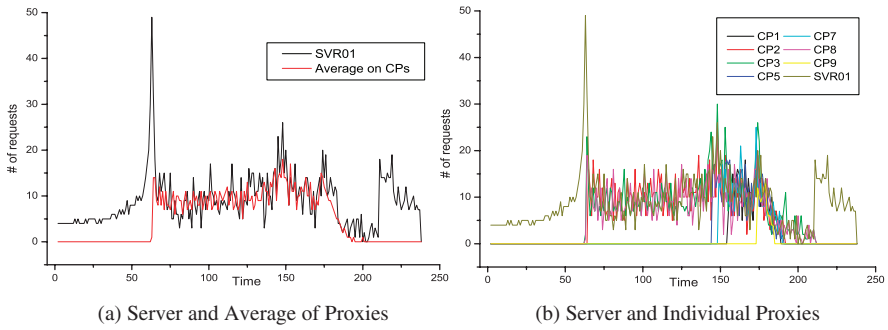 50
40
30
20
10
0
# of requests
0
50
100
150
200
250
Time
SVR01
Average on CPs
(a) Server and Average of Proxies
50
40
30
20
10
0
# of requests
0
50
100
150
200
250
Time
CP1
CP2
CP3
CP5
CP7
CP8
CP9
SVR01
(b) Server and Individual Proxies